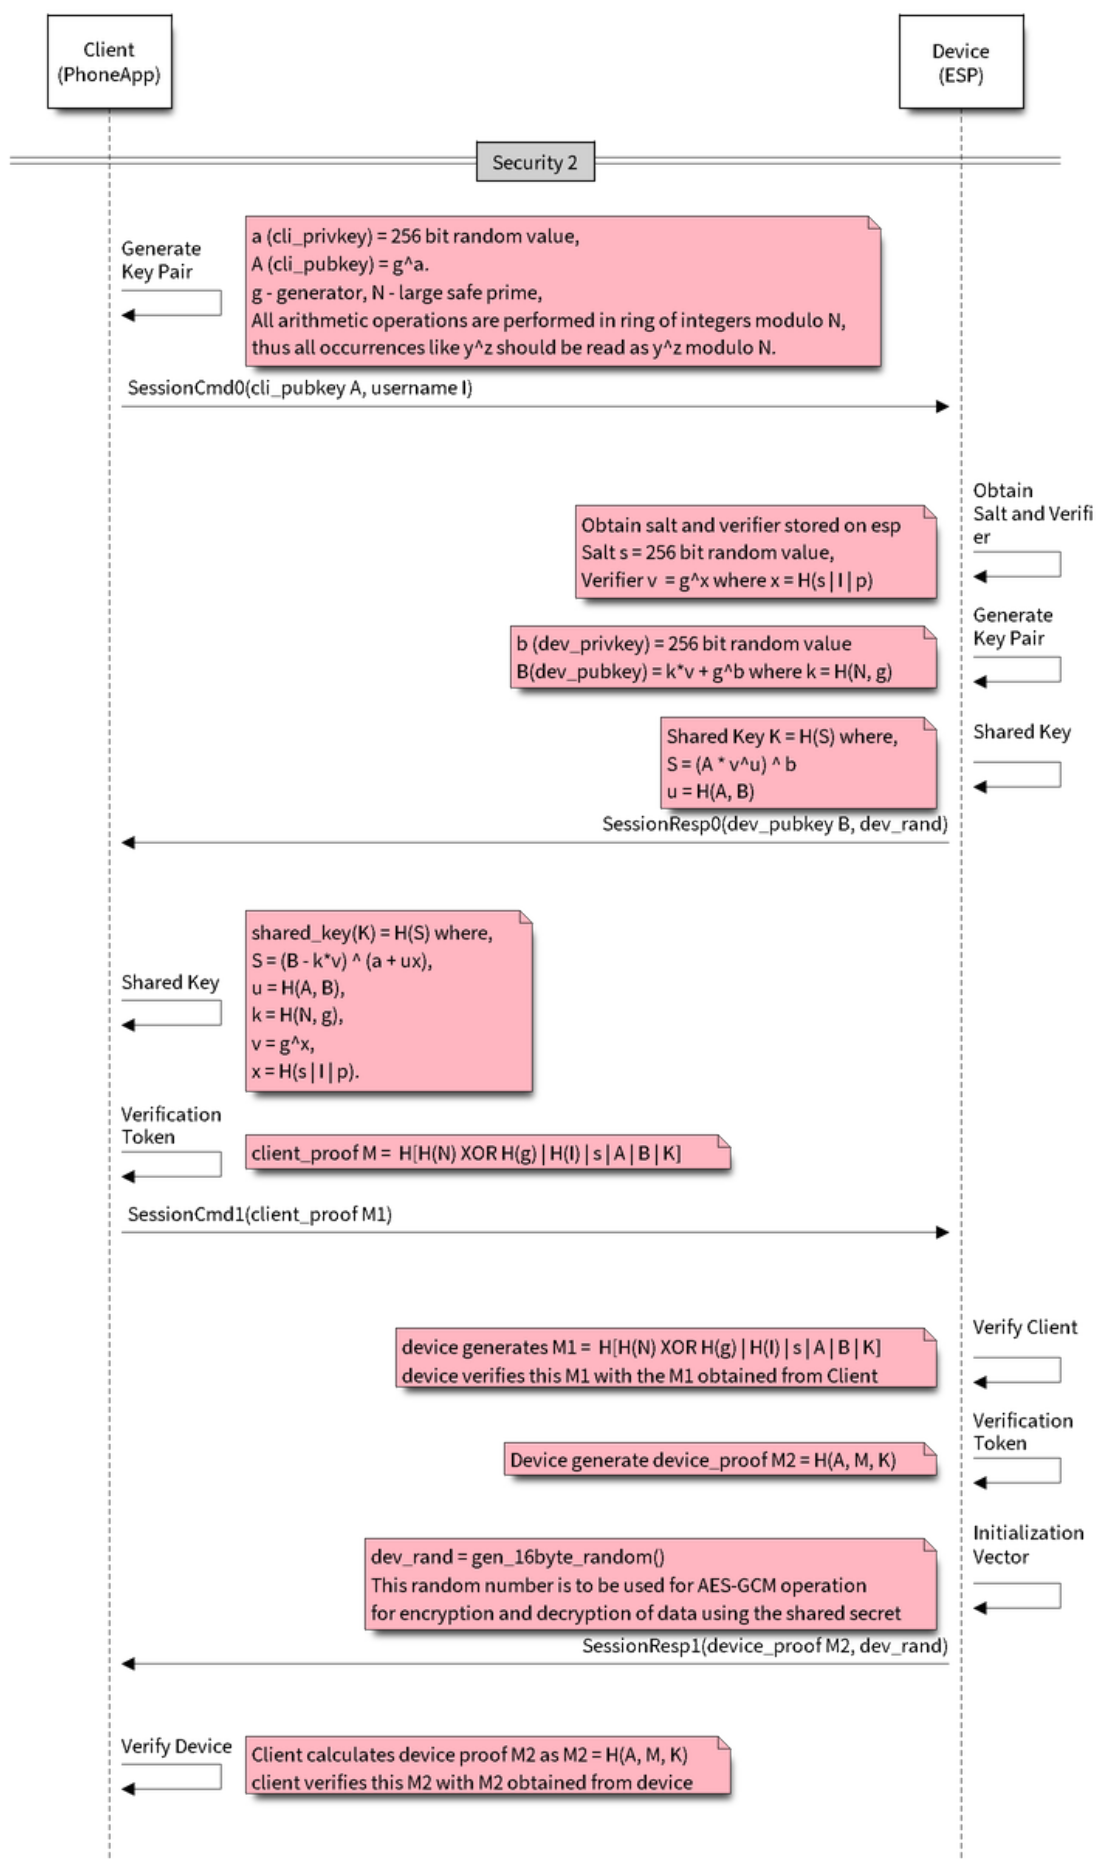 Client
(PhoneApp)
Device
(ESP)
Security 2
Generate
Key Pair
a (cli_privkey) = 256 bit random value,
A (cli_pubkey) = g^a.
g - generator, N - large safe prime,
All arithmetic operations are performed in ring of integers modulo N,
thus all occurrences like y^z should be read as y^z modulo N.
SessionCmd0(cli_pubkey A, username I)
Obtain
Salt and Verifi
er
Obtain salt and verifier stored on esp
Salt s = 256 bit random value,
Verifier v = g^x where x = H(s | I | p)
Generate
Key Pair
b (dev_privkey) = 256 bit random value
B(dev_pubkey) = k*v + g^b where k = H(N, g)
Shared Key
Shared Key K = H(S) where,
S = (A * v^u) ^ b
u = H(A, B)
SessionResp0(dev_pubkey B, dev_rand)
Shared Key
shared_key(K) = H(S) where,
S = (B - k*v) ^ (a + ux),
u = H(A, B),
k = H(N, g),
v = g^x,
x = H(s | I | p).
Verification
Token
client_proof M = H[H(N) XOR H(g) | H(I) | s | A | B | K]
SessionCmd1(client_proof M1)
Verify Client
device generates M1 = H[H(N) XOR H(g) | H(I) | s | A | B | K]
device verifies this M1 with the M1 obtained from Client
Verification
Token
Device generate device_proof M2 = H(A, M, K)
Initialization
Vector
dev_rand = gen_16byte_random()
This random number is to be used for AES-GCM operation
for encryption and decryption of data using the shared secret
SessionResp1(device_proof M2, dev_rand)
Verify Device
Client calculates device proof M2 as M2 = H(A, M, K)
client verifies this M2 with M2 obtained from device